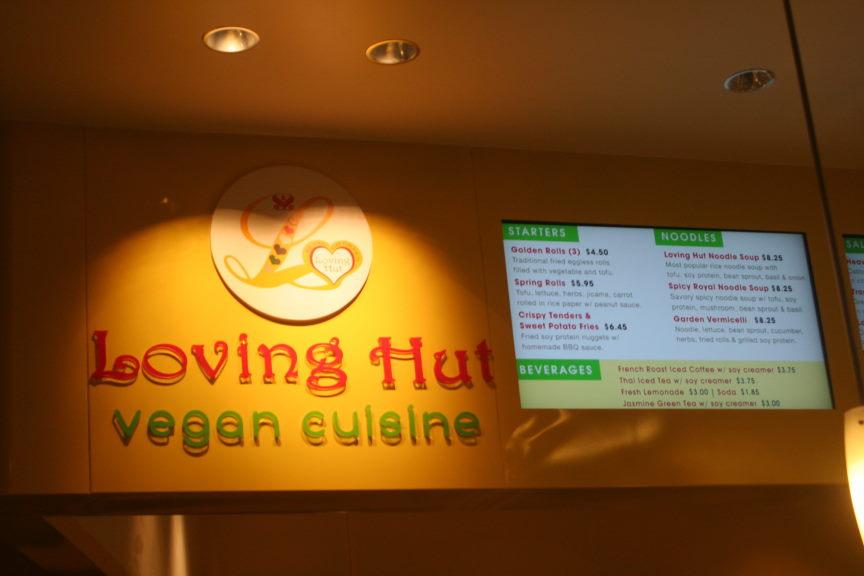 Loving
Hut
Loving Hut
vegan cuisine
STARTERS
Golden Rolls (3) $4.50
Traditional fried eggless rolls
filled with vegetable and tofu.
Spring Rolls $5.95
Tofu, lettuce, herbs, jicama, carrot
rolled in rice paper w/ peanut sauce.
Crispy Tenders &
Sweet Potato Fries $6.45
Fried soy protein nuggets w/
homemade BBQ sauce.
NOODLES
Loving Hut Noodle Soup $8.25
Most popular rice noodle soup with
tofu, soy protein, bean sprout, basil & onion
Spicy Royal Noodle Soup $8.25
Savory spicy noodle soup w/ tofu, soy
protein, mushroom, bean sprout & basil
Garden Vermicelli $8.25
Noodle, lettuce, bean sprout, cucumber,
herbs, fried rolls & grilled soy protein.
BEVERAGES
French Roast Iced Coffee w/ soy creamer $3.75
Thai Iced Tea w/ soy creamer $3.75
Fresh Lemonade $3.00 | Soda $1.85
Jasmine Green Tea w/ soy creamer $3.00